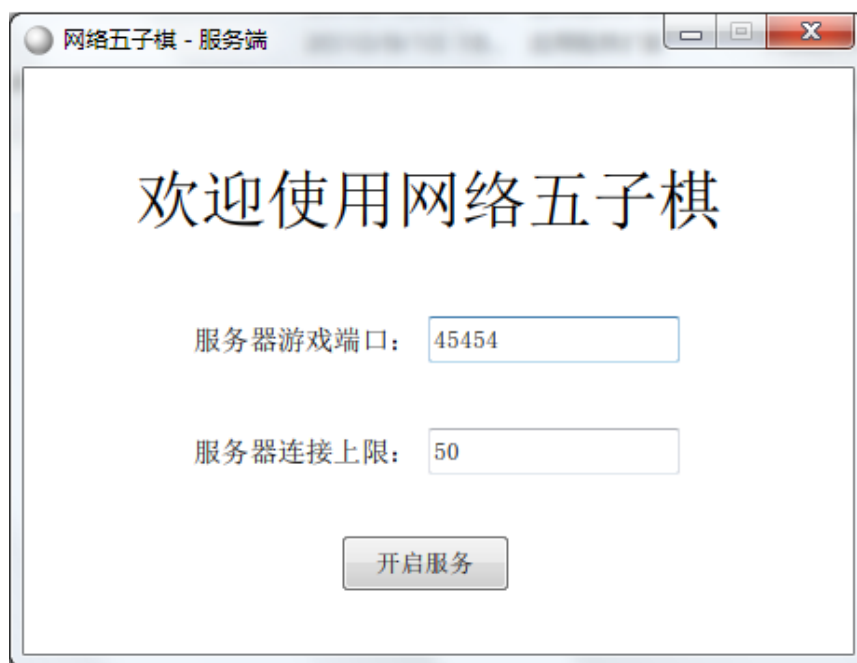 网络五子棋 - 服务端
欢迎使用网络五子棋
服务器游戏端口： 45454
服务器连接上限： 50
开启服务